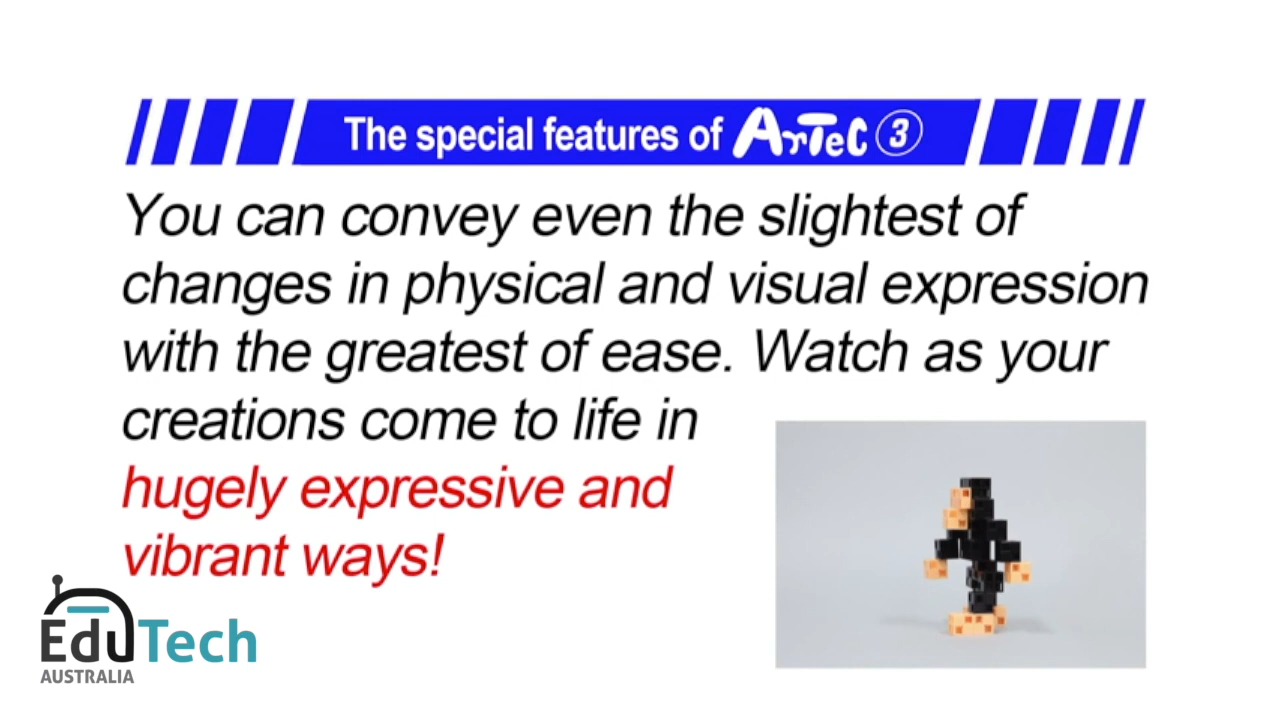 The special features of ArTeC ③
You can convey even the slightest of
changes in physical and visual expression
with the greatest of ease. Watch as your
creations come to life in
hugely expressive and
vibrant ways!
EduTech
AUSTRALIA